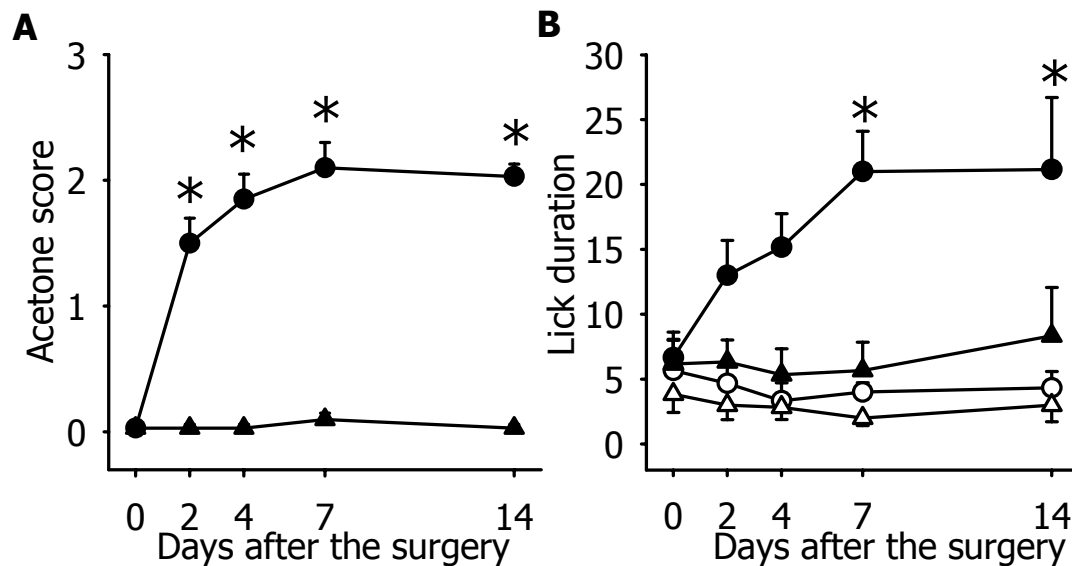 A
3
2
1
0
Acetone score
0 2 4 7 14
Days after the surgery
* * * *
B
30
25
20
15
10
5
0
Lick duration
0 2 4 7 14
Days after the surgery
* *